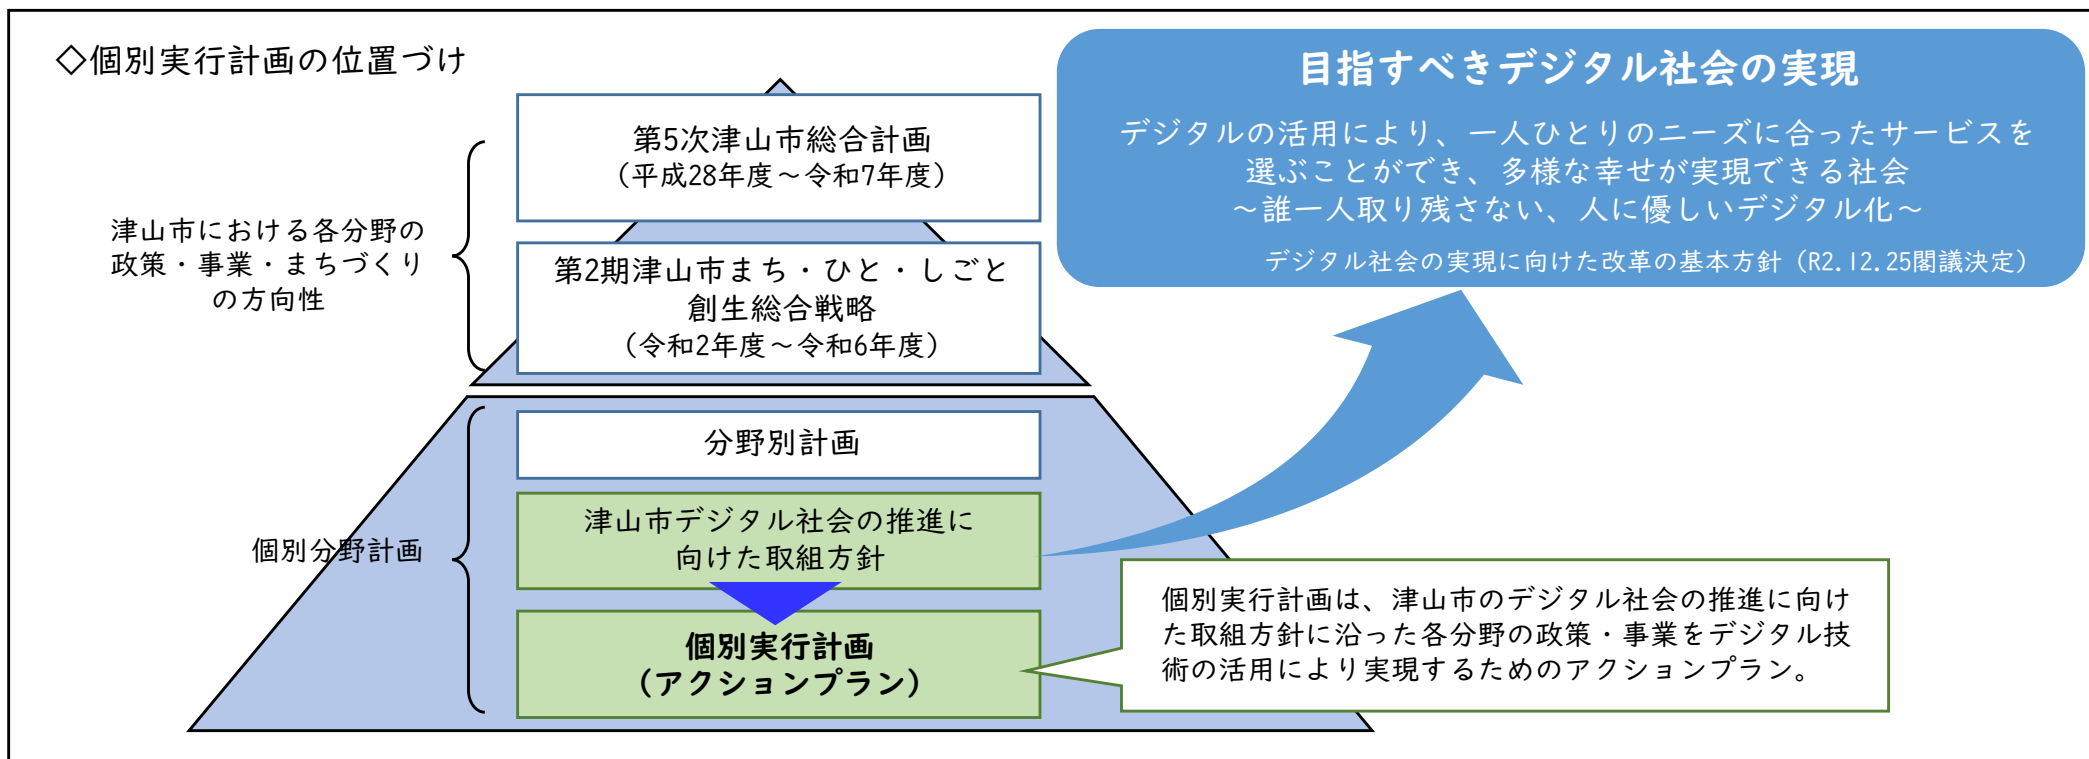 ◇個別実行計画の位置づけ
第5次津山市総合計画
（平成28年度～令和7年度）
津山市における各分野の
政策・事業・まちづくり
の方向性
第2期津山市まち・ひと・しごと
創生総合戦略
（令和2年度～令和6年度）
目指すべきデジタル社会の実現
デジタルの活用により、一人ひとりのニーズに合ったサービスを
選ぶことができ、多様な幸せが実現できる社会
～誰一人取り残さない、人に優しいデジタル化～
デジタル社会の実現に向けた改革の基本方針（R2.12.25閣議決定）
個別分野計画
分野別計画
津山市デジタル社会の推進に
向けた取組方針
個別実行計画
（アクションプラン）
個別実行計画は、津山市のデジタル社会の推進に向け
た取組方針に沿った各分野の政策・事業をデジタル技
術の活用により実現するためのアクションプラン。